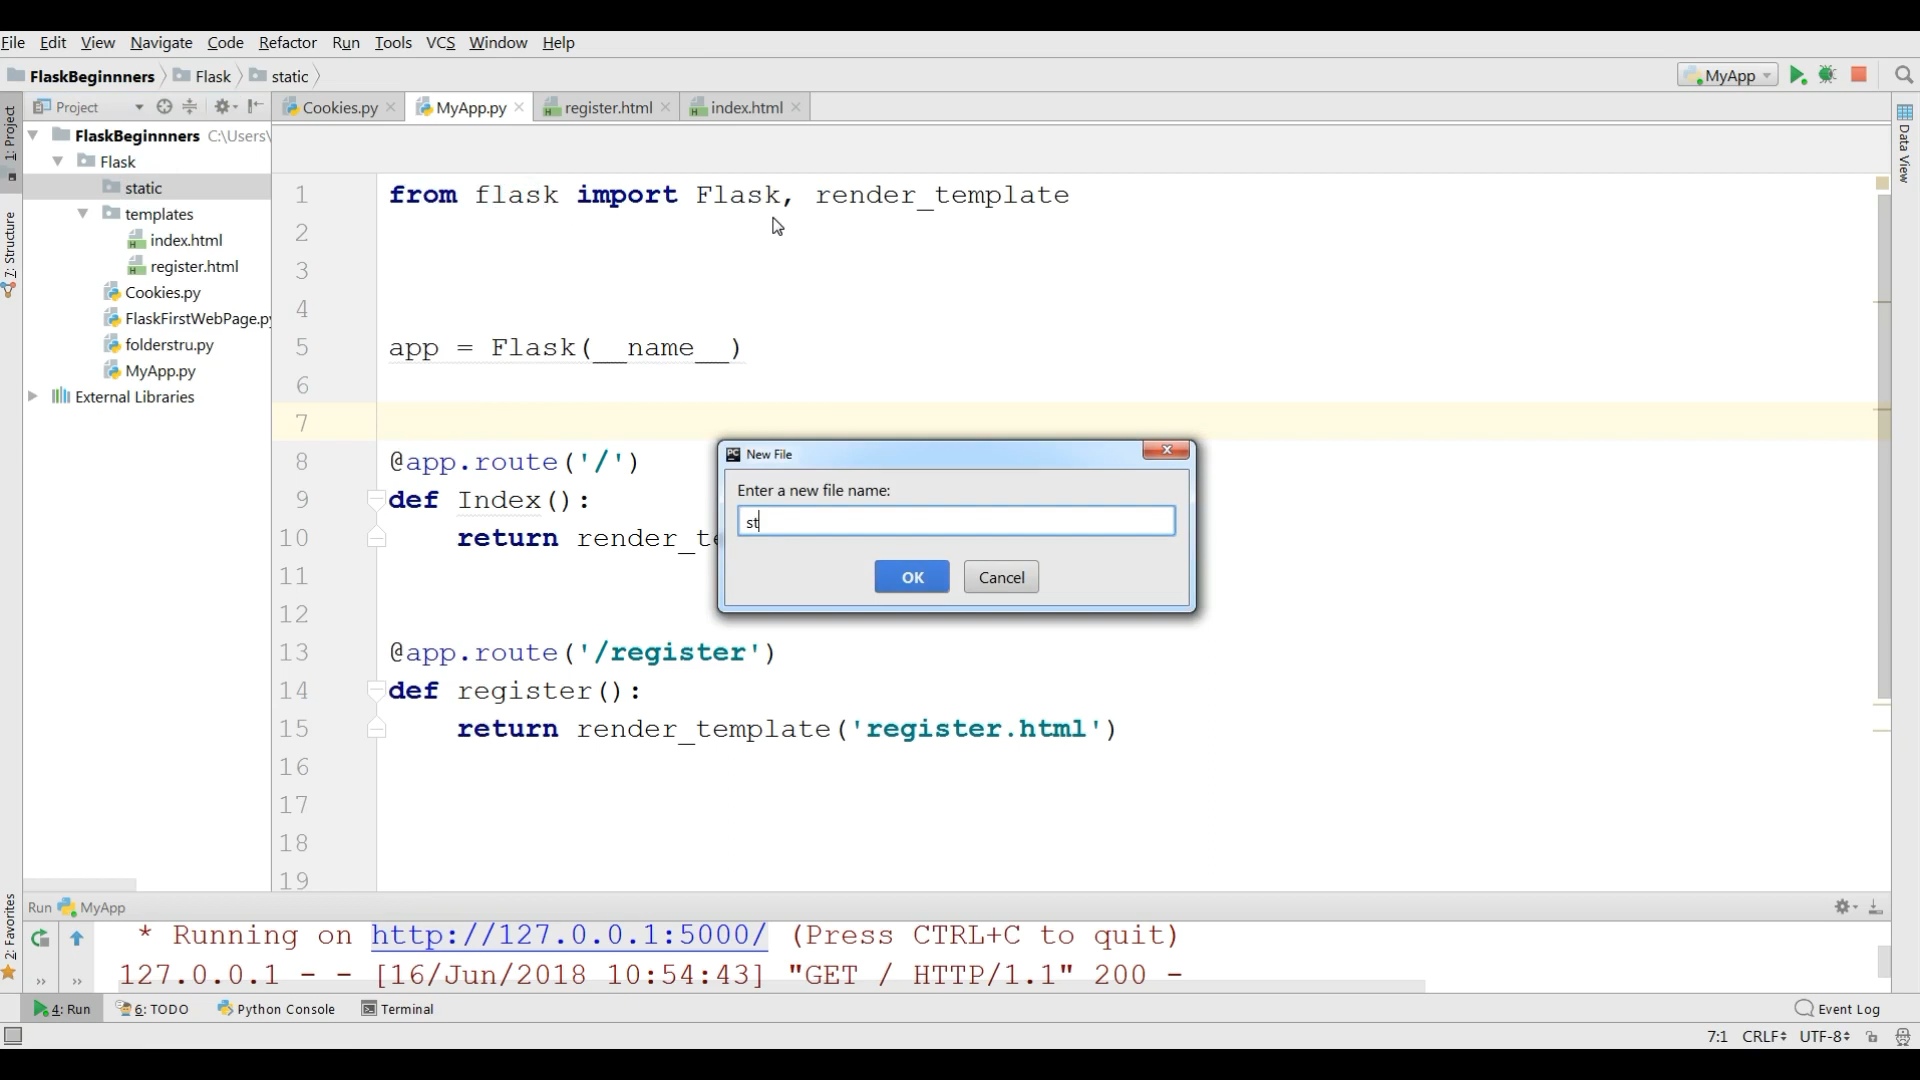 File Edit View Navigate Code Refactor Run Tools VCS Window Help
FlaskBeginnners Flask static MyApp
Project Cookies.py MyApp.py register.html index.html
1: Project
7: Structure
2: Favorites
Data View
FlaskBeginnners C:\Users\
Flask
static
templates
index.html
register.html
Cookies.py
FlaskFirstWebPage.py
folderstru.py
MyApp.py
External Libraries
1 from flask import Flask, render_template
2
3
4
5 app = Flask(__name__)
6
7
8 @app.route('/')
9 def Index():
10 return render_te
11
12
13 @app.route('/register')
14 def register():
15 return render_template('register.html')
16
17
18
19
New File
Enter a new file name:
st
OK Cancel
Run MyApp
* Running on http://127.0.0.1:5000/ (Press CTRL+C to quit)
127.0.0.1 - - [16/Jun/2018 10:54:43] "GET / HTTP/1.1" 200 -
4: Run 6: TODO Python Console Terminal Event Log
7:1 CRLF UTF-8